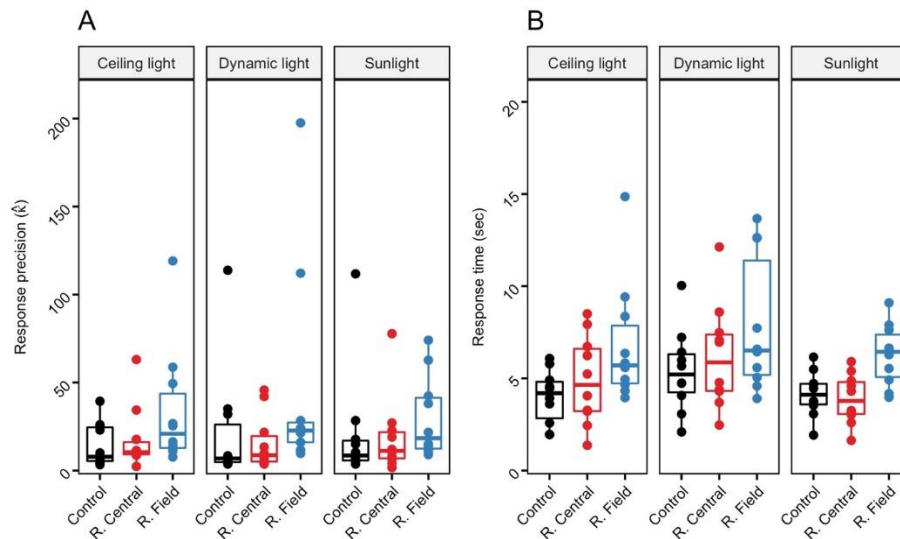 A
Ceiling light
Dynamic light
Sunlight
Response precision (k̂)
200
150
100
50
0
Control
R. Central
R. Field
Control
R. Central
R. Field
Control
R. Central
R. Field
B
Ceiling light
Dynamic light
Sunlight
Response time (sec)
20
15
10
5
0
Control
R. Central
R. Field
Control
R. Central
R. Field
Control
R. Central
R. Field